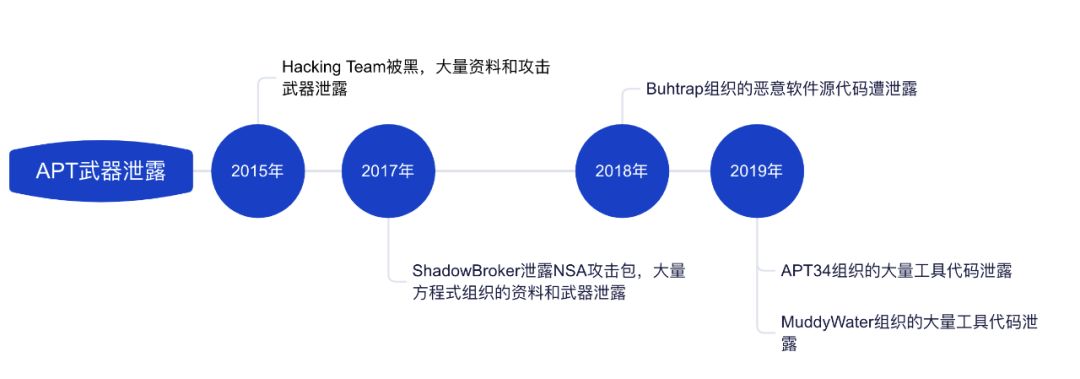 APT武器泄露
2015年
Hacking Team被黑，大量资料和攻击
武器泄露
2017年
ShadowBroker泄露NSA攻击包，大量
方程式组织的资料和武器泄露
2018年
Buhtrap组织的恶意软件源代码遭泄露
2019年
APT34组织的大量工具代码泄露
MuddyWater组织的大量工具代码泄
露